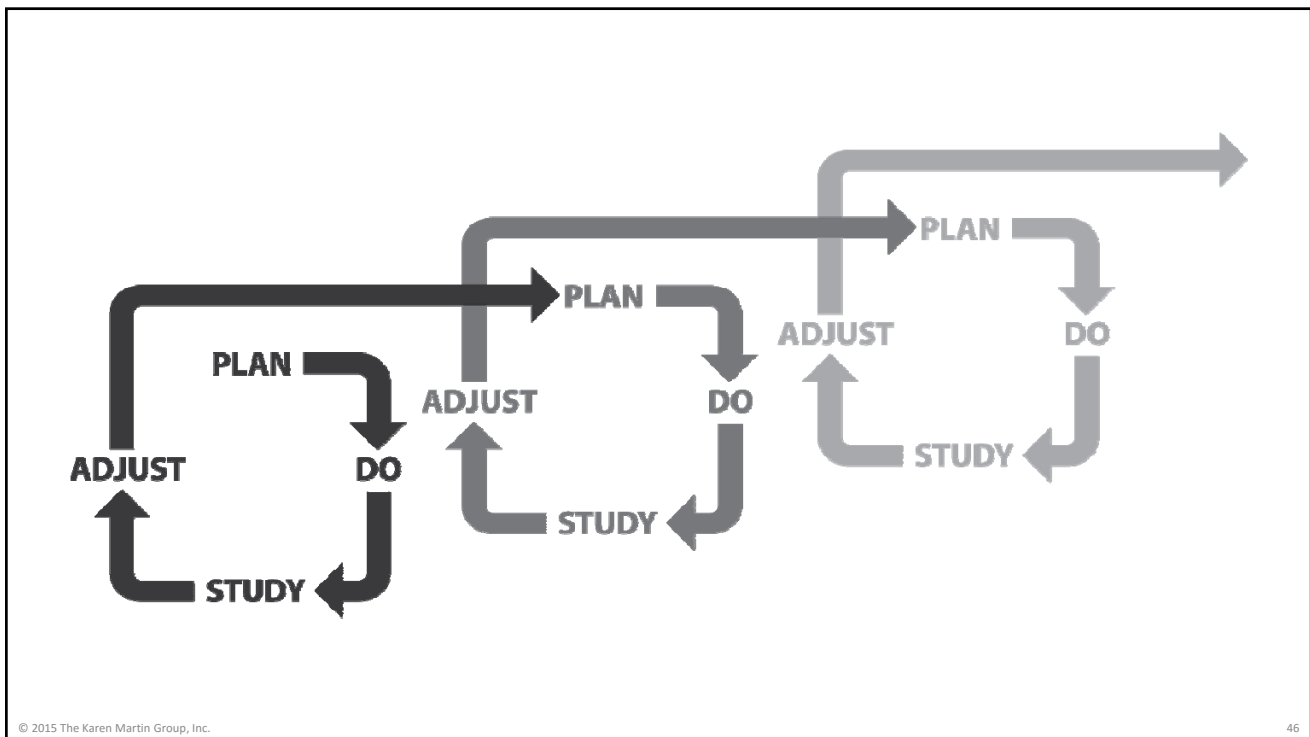 PLAN
DO
STUDY
ADJUST
PLAN
DO
STUDY
ADJUST
PLAN
DO
STUDY
ADJUST
© 2015 The Karen Martin Group, Inc.
46